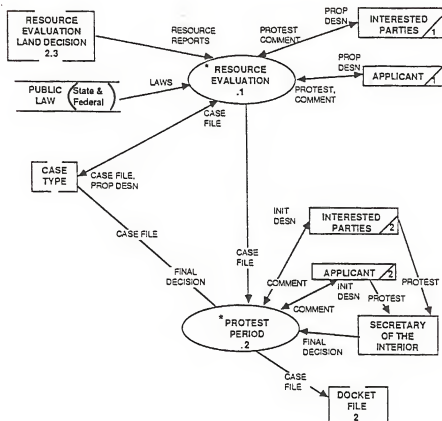 RESOURCE
EVALUATION
LAND DECISION
2.3
RESOURCE
REPORTS
PROTEST
COMMENT
PROP
DESN
INTERESTED
PARTIES
1
* RESOURCE
EVALUATION
.1
PROP
DESN
APPLICANT
1
PROTEST,
COMMENT
PUBLIC
LAW
(State &
Federal)
LAWS
CASE
FILE
CASE
TYPE
CASE FILE,
PROP DESN
CASE FILE
FINAL
DECISION
CASE
FILE
INIT
DESN
INTERESTED
PARTIES
2
APPLICANT
2
COMMENT
INIT
DESN
COMMENT
PROTEST
PROTEST
* PROTEST
PERIOD
.2
FINAL
DECISION
SECRETARY
OF THE
INTERIOR
CASE
FILE
DOCKET
FILE
2